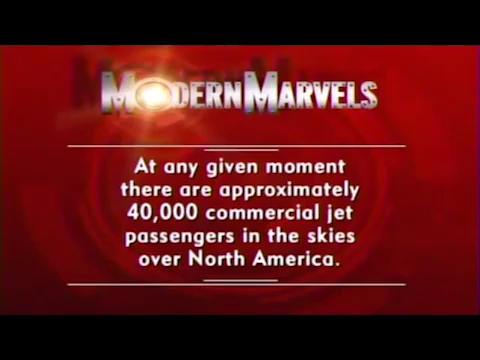 MODERN MARVELS
At any given moment
there are approximately
40,000 commercial jet
passengers in the skies
over North America.